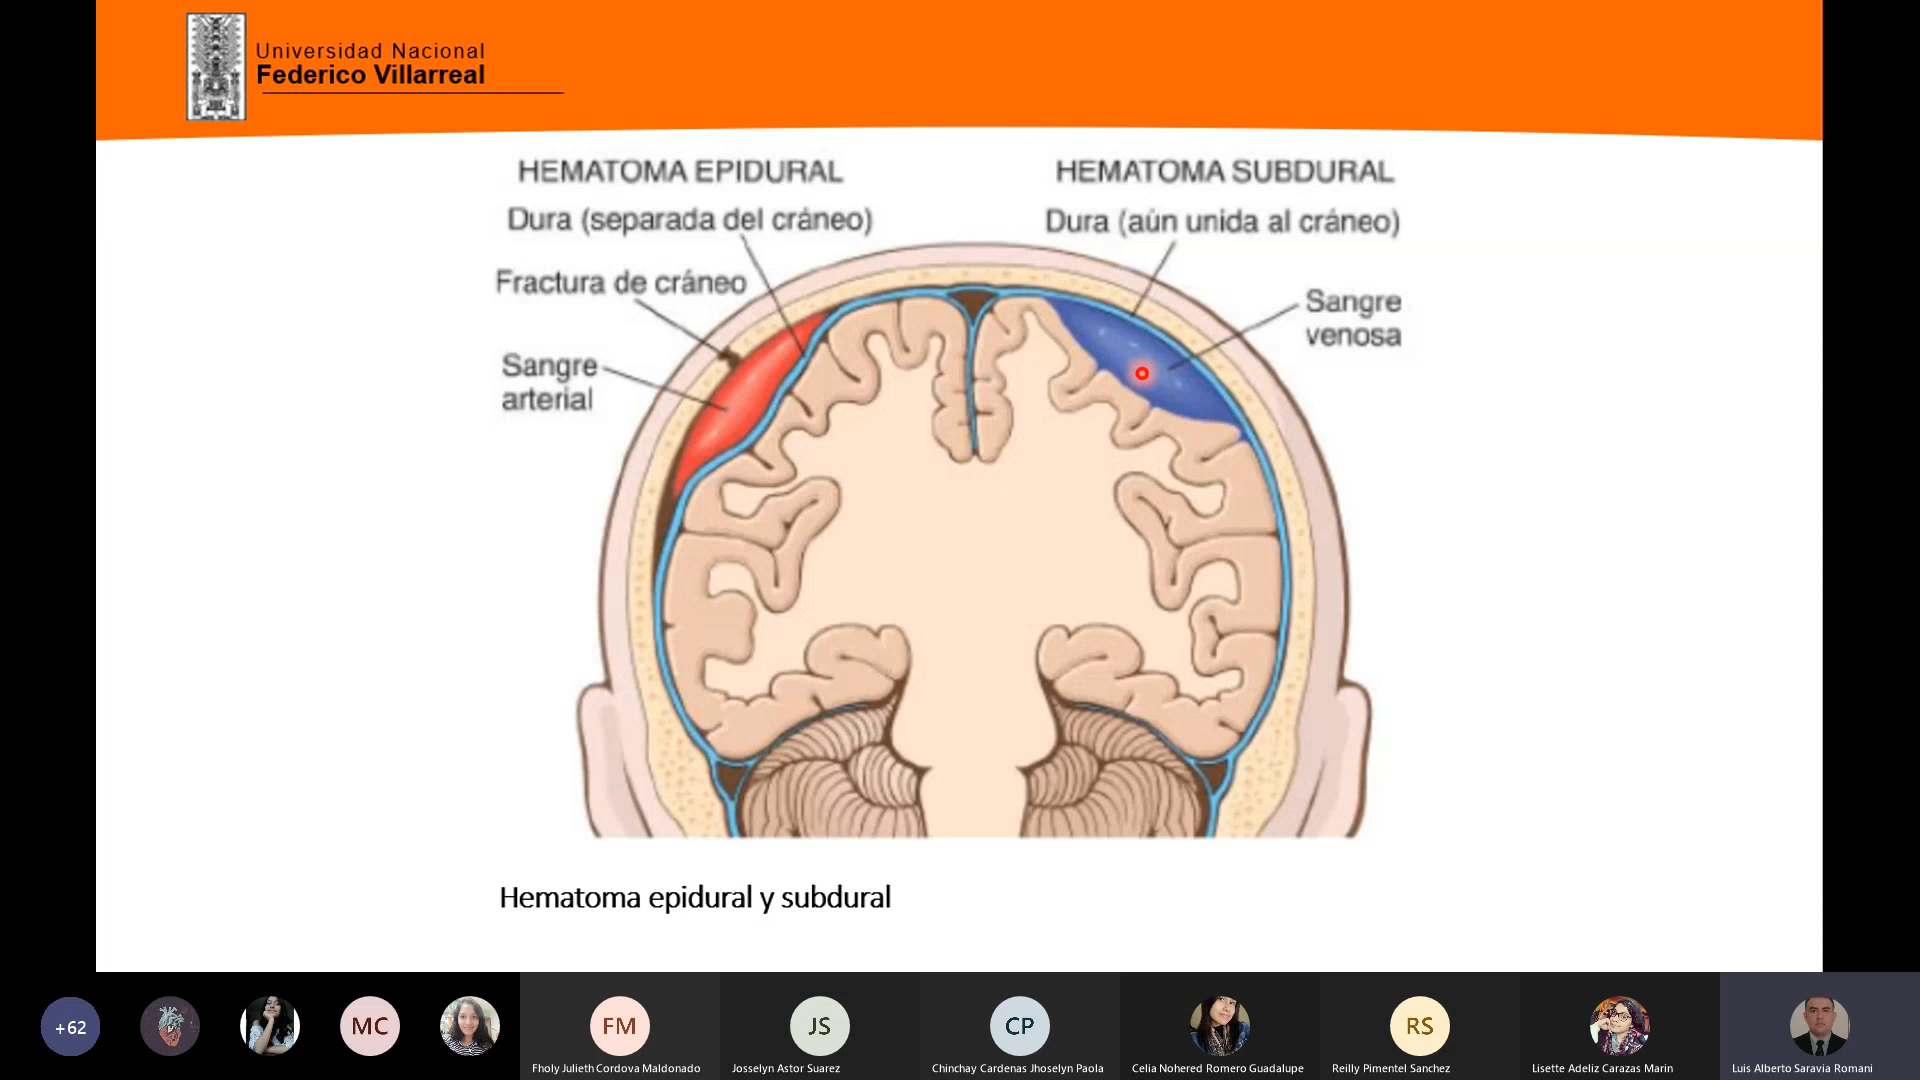 Universidad Nacional
Federico Villarreal
HEMATOMA EPIDURAL
Dura (separada del cráneo)
Fractura de cráneo
Sangre
arterial
HEMATOMA SUBDURAL
Dura (aún unida al cráneo)
Sangre
venosa
Hematoma epidural y subdural
+62
MC
FM
JS
CP
RS
Fholy Julieth Cordova Maldonado
Josselyn Astor Suarez
Chinchay Cardenas Jhoselyn Paola
Celia Nohered Romero Guadalupe
Reilly Pimentel Sanchez
Lisette Adeliz Carazas Marin
Luis Alberto Saravia Romani